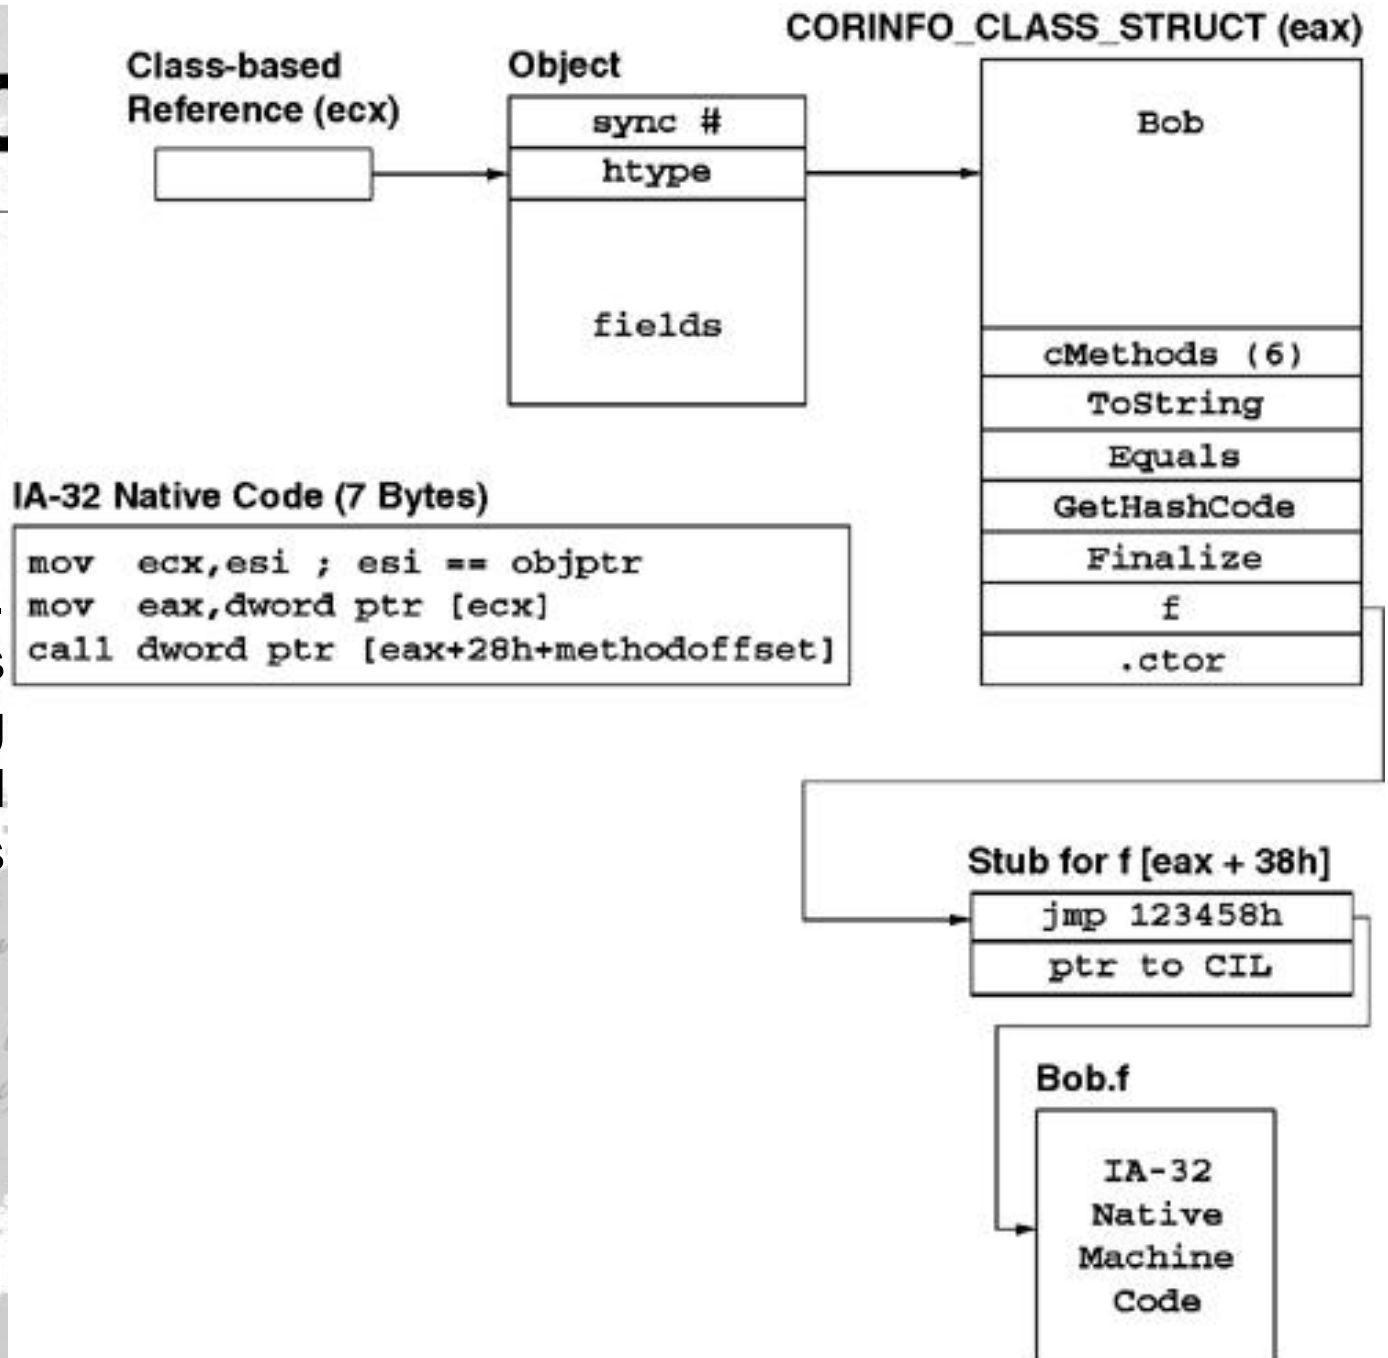 CORINFO_CLASS_STRUCT (eax)
Class-based
Reference (ecx)
Object
sync #
htype
fields
Bob
cMethods (6)
ToString
Equals
GetHashCode
Finalize
f
.ctor
IA-32 Native Code (7 Bytes)
mov ecx,esi ; esi == objptr
mov eax,dword ptr [ecx]
call dword ptr [eax+28h+methodoffset]
Stub for f [eax + 38h]
jmp 123458h
ptr to CIL
Bob.f
IA-32
Native
Machine
Code